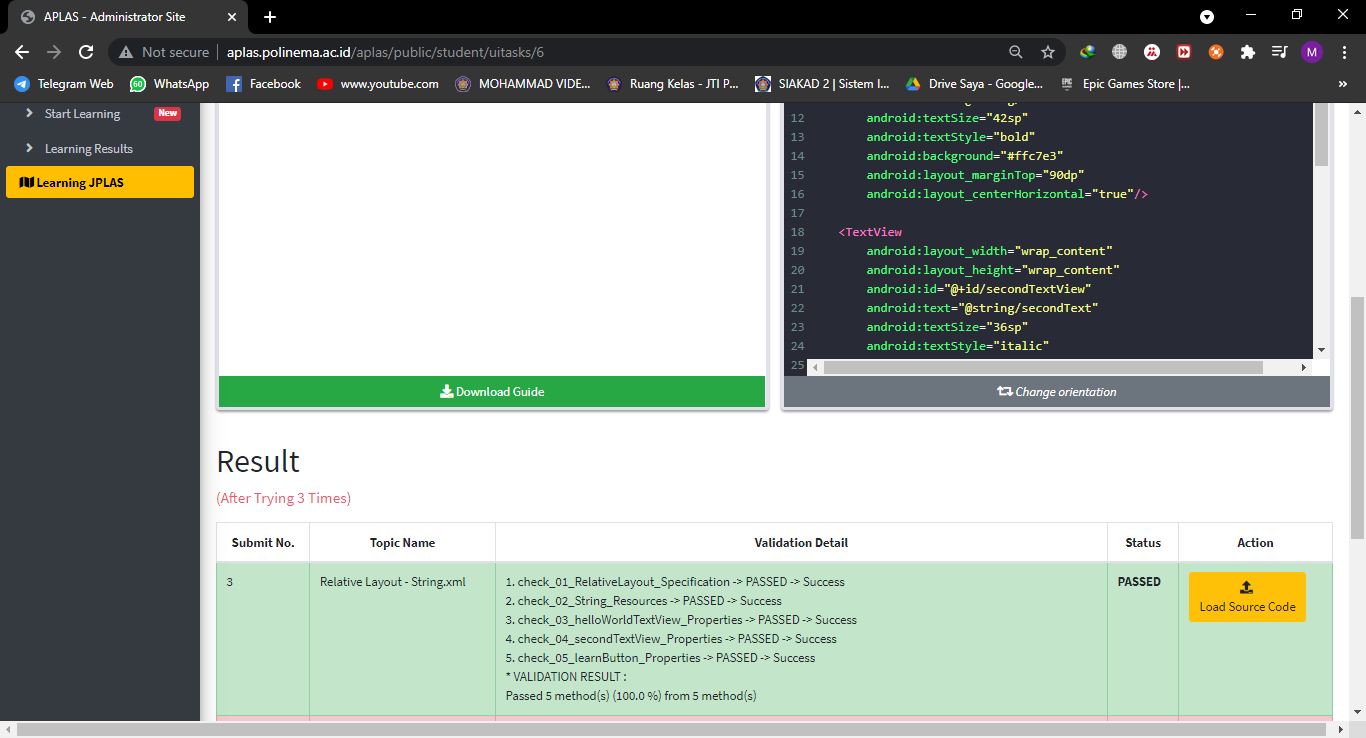 APLAS - Administrator Site
Not secure
aplas.polinema.ac.id/aplas/public/student/uitasks/6
M
Telegram Web
60
WhatsApp
Facebook
www.youtube.com
MOHAMMAD VIDE...
Ruang Kelas - JTI P...
SIAKAD 2 | Sistem I...
Drive Saya - Google...
Epic Games Store |...
Start Learning
New
Learning Results
Learning JPLAS
12 android:textSize="42sp"
13 android:textStyle="bold"
14 android:background="#ffc7e3"
15 android:layout_marginTop="90dp"
16 android:layout_centerHorizontal="true"/>
17
18 <TextView
19 android:layout_width="wrap_content"
20 android:layout_height="wrap_content"
21 android:id="@+id/secondTextView"
22 android:text="@string/secondText"
23 android:textSize="36sp"
24 android:textStyle="italic"
25
Download Guide
Change orientation
Result
(After Trying 3 Times)
Submit No. Topic Name Validation Detail Status Action
3 Relative Layout - String.xml
1. check_01_RelativeLayout_Specification -> PASSED -> Success
2. check_02_String_Resources -> PASSED -> Success
3. check_03_helloWorldTextView_Properties -> PASSED -> Success
4. check_04_secondTextView_Properties -> PASSED -> Success
5. check_05_learnButton_Properties -> PASSED -> Success
* VALIDATION RESULT :
Passed 5 method(s) (100.0 %) from 5 method(s)
PASSED
Load Source Code